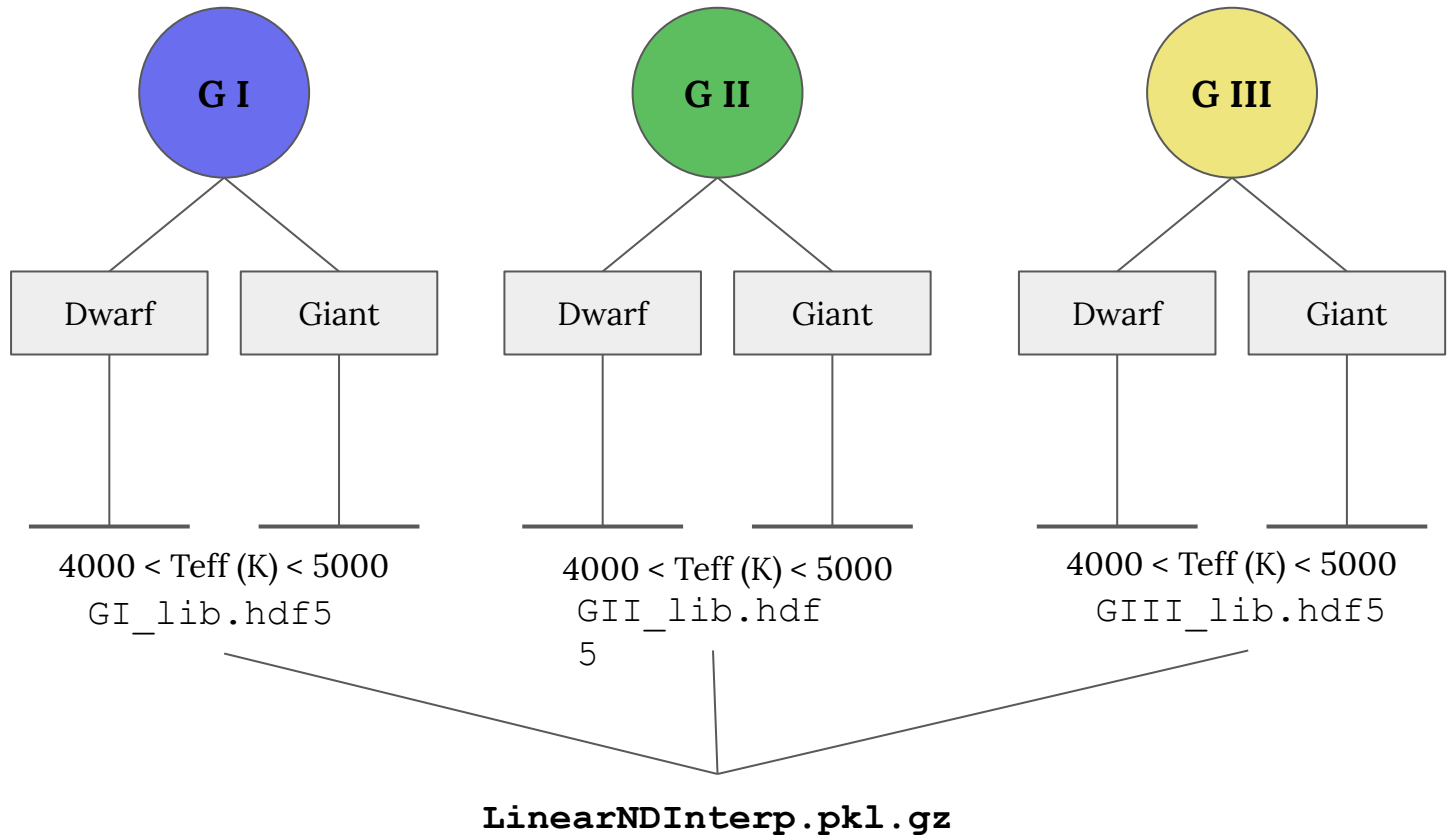 G I
G II
G III
Dwarf
Giant
Dwarf
Giant
Dwarf
Giant
4000 < Teff (K) < 5000
GI_lib.hdf5
4000 < Teff (K) < 5000
GII_lib.hdf
5
4000 < Teff (K) < 5000
GIII_lib.hdf5
LinearNDInterp.pkl.gz